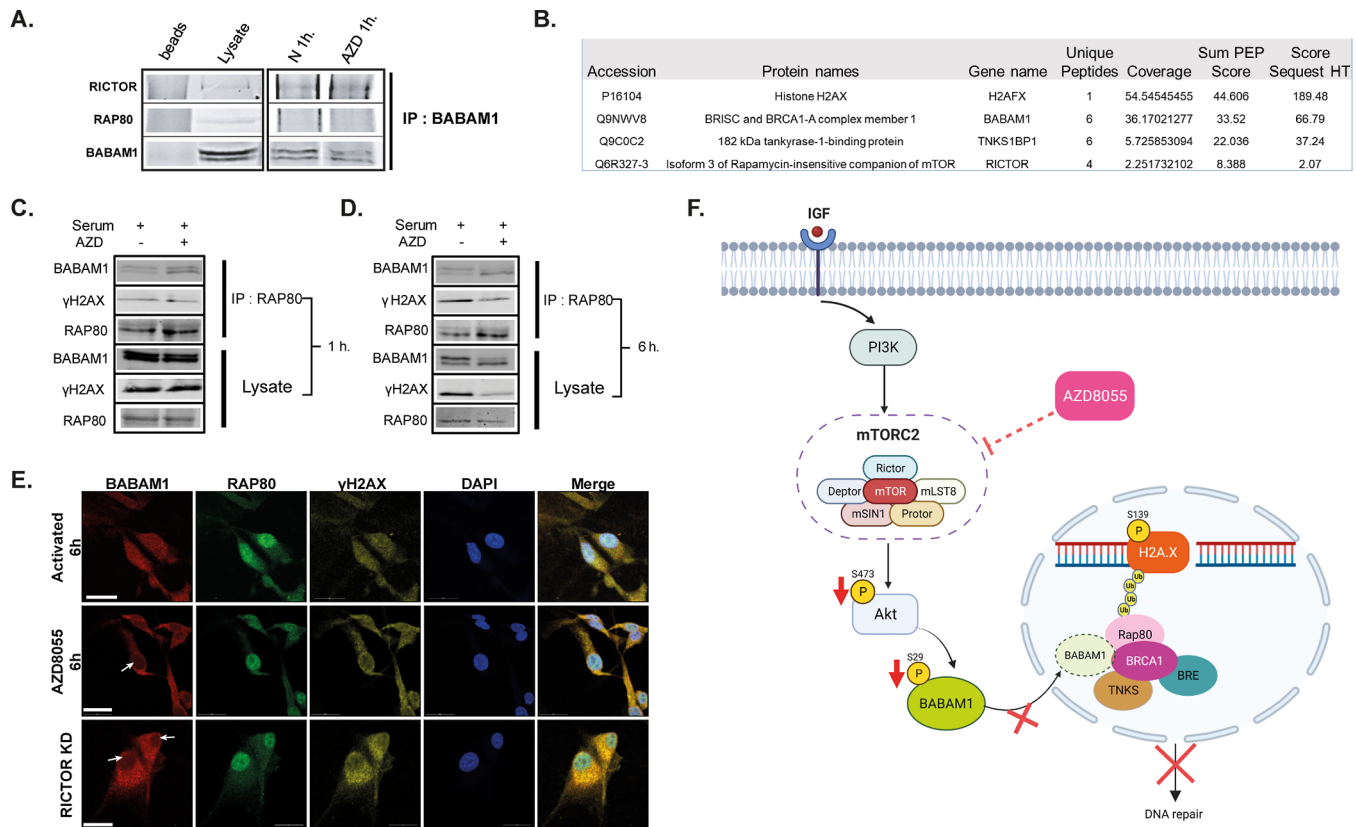 A.
beads
Lysate
N 1h.
AZD 1h.
RICTOR
RAP80
BABAM1
IP : BABAM1
B.
Accession Protein names Gene name Unique Peptides Coverage Sum PEP Score Score Sequest HT
P16104 Histone H2AX H2AFX 1 54.54545455 44.606 189.48
Q9NWV8 BRISC and BRCA1-A complex member 1 BABAM1 6 36.17021277 33.52 66.79
Q9C0C2 182 kDa tankyrase-1-binding protein TNKS1BP1 6 5.725853094 22.036 37.24
Q6R327-3 Isoform 3 of Rapamycin-insensitive companion of mTOR RICTOR 4 2.251732102 8.388 2.07
C.
Serum + +
AZD - +
BABAM1
γH2AX
RAP80
BABAM1
γH2AX
RAP80
IP : RAP80
Lysate
1 h.
D.
Serum + +
AZD - +
BABAM1
γH2AX
RAP80
BABAM1
γH2AX
RAP80
IP : RAP80
Lysate
6 h.
E.
BABAM1 RAP80 γH2AX DAPI Merge
Activated
6h
AZD8055
6h
RICTOR KD
F.
IGF
PI3K
AZD8055
mTORC2
Rictor
Deptor mTOR mLST8
mSIN1 Protor
S473
P
Akt
S29
P
BABAM1
S139
P
H2A.X
Ub
Ub
Ub
Ub
Rap80
BABAM1
BRCA1
BRE
TNKS
DNA repair